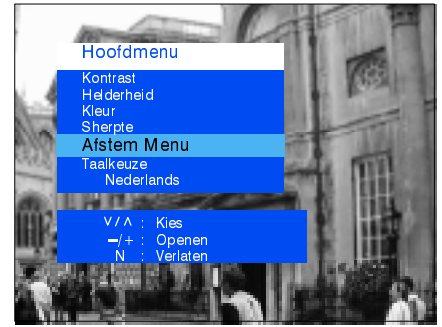 Hoofdmenu
Kontrast
Helderheid
Kleur
Sherpte
Afstem Menu
Taalkeuze
Nederlands
∨/∧ : Kies
−/+ : Openen
N : Verlaten